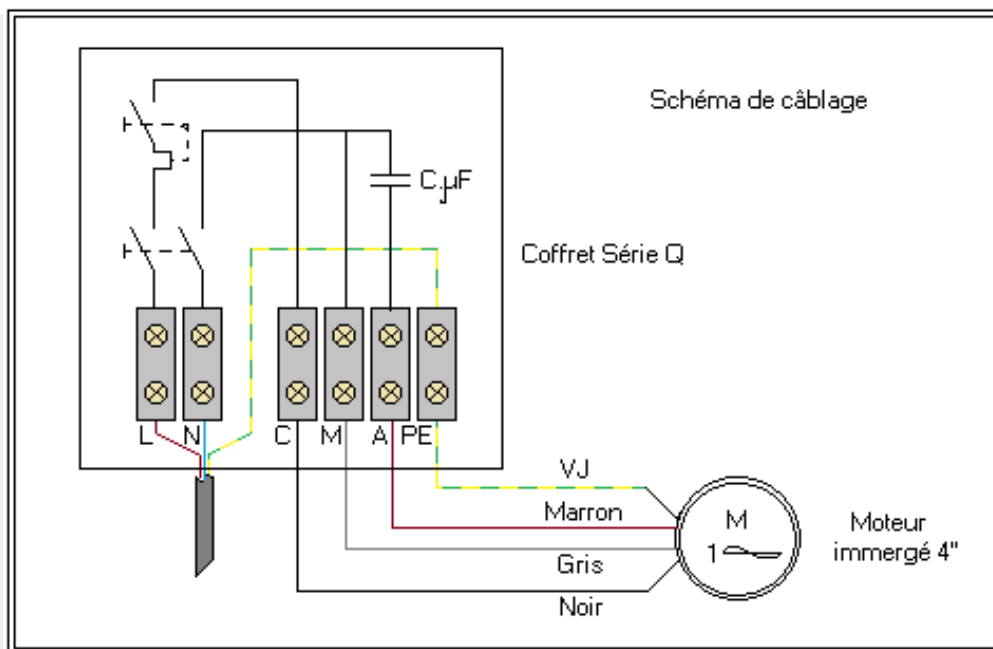 Schéma de câblage
C.µF
Coffret Série Q
L N C M A PE
VJ
Marron
M
1
Moteur
immergé 4"
Gris
Noir